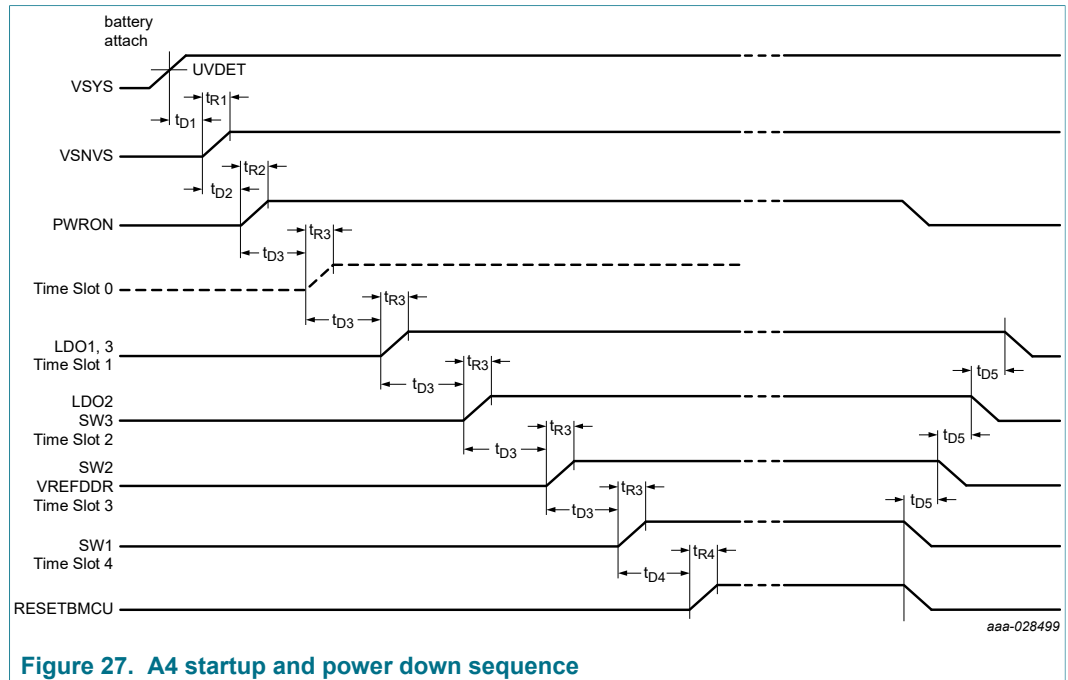 battery
attach
UVDET
VSYS
tR1
tD1
VSNVS
tR2
tD2
PWRON
tR3
tD3
Time Slot 0
tR3
tD3
LDO1, 3
Time Slot 1
tR3
tD3
tD5
LDO2
SW3
Time Slot 2
tR3
tD3
tD5
SW2
VREFDDR
Time Slot 3
tR3
tD3
tD5
SW1
Time Slot 4
tR4
tD4
RESETBMCU
aaa-028499
Figure 27. A4 startup and power down sequence